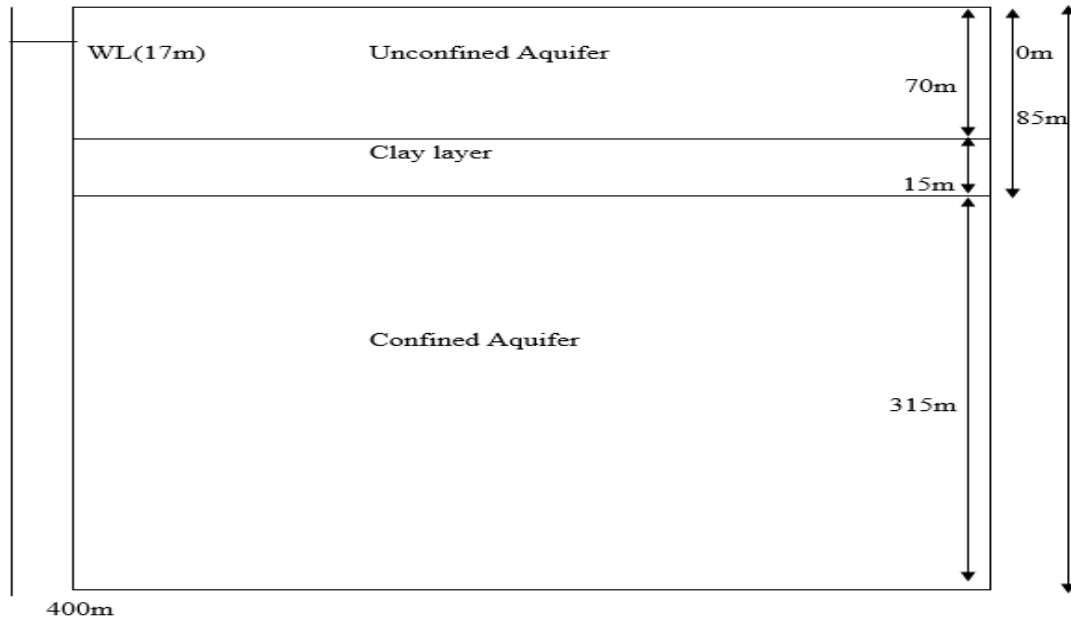 WL(17m)
Unconfined Aquifer
0m
70m
85m
Clay layer
15m
Confined Aquifer
315m
400m